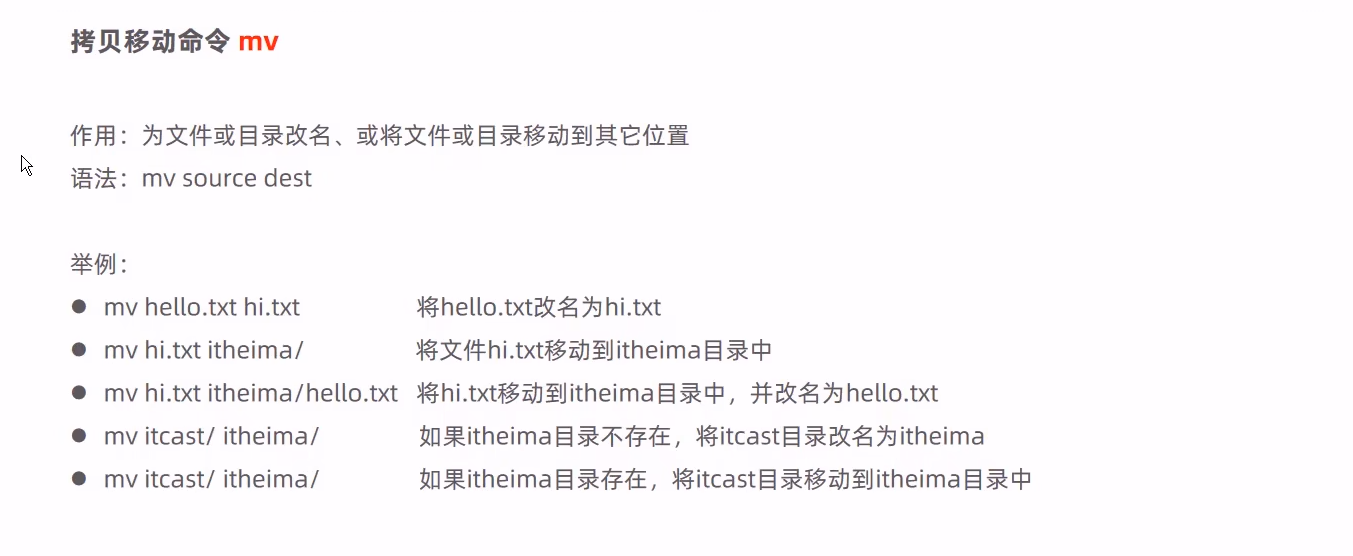 拷贝移动命令 mv
作用：为文件或目录改名、或将文件或目录移动到其它位置
语法：mv source dest
举例：
● mv hello.txt hi.txt 将hello.txt改名为hi.txt
● mv hi.txt itheima/ 将文件hi.txt移动到itheima目录中
● mv hi.txt itheima/hello.txt 将hi.txt移动到itheima目录中，并改名为hello.txt
● mv itcast/ itheima/ 如果itheima目录不存在，将itcast目录改名为itheima
● mv itcast/ itheima/ 如果itheima目录存在，将itcast目录移动到itheima目录中